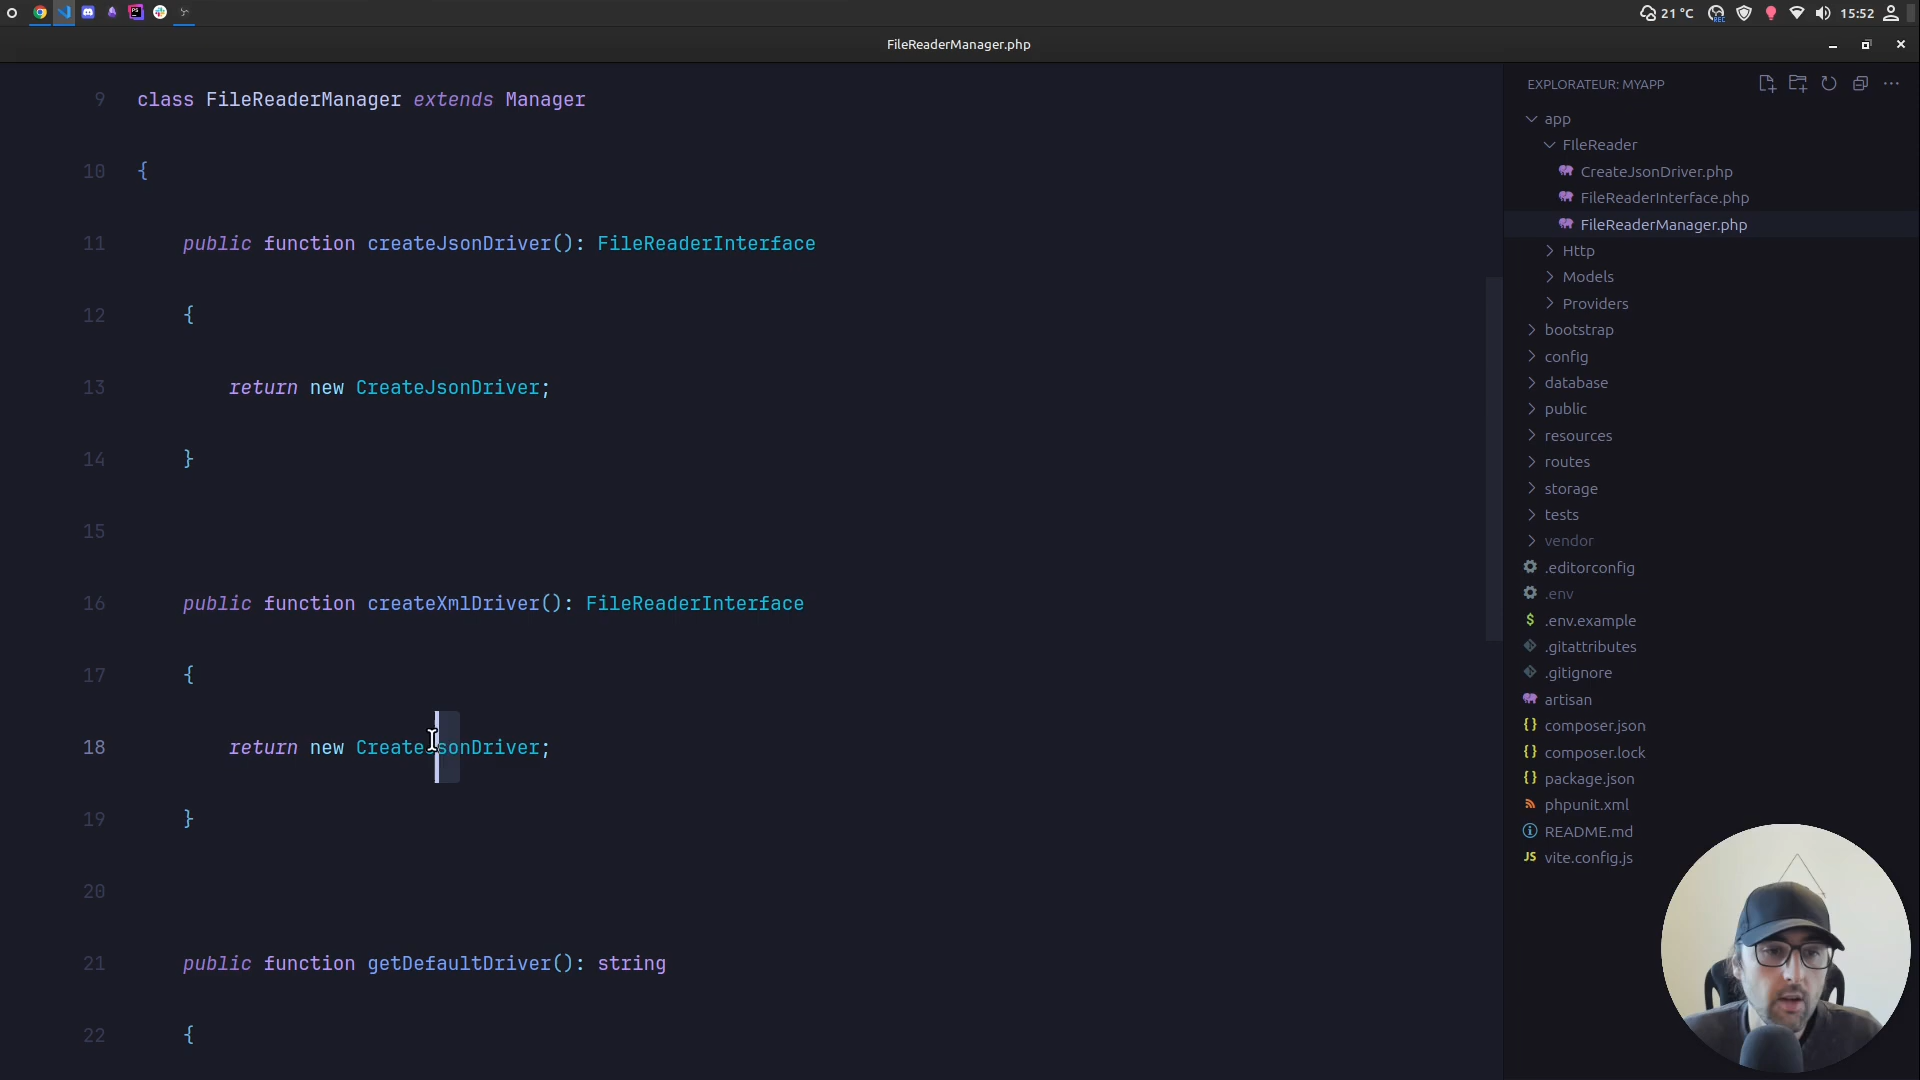 21 °C
REC
15:52
FileReaderManager.php
9 class FileReaderManager extends Manager
10 {
11 public function createJsonDriver(): FileReaderInterface
12 {
13 return new CreateJsonDriver;
14 }
15
16 public function createXmlDriver(): FileReaderInterface
17 {
18 return new CreateJsonDriver;
19 }
20
21 public function getDefaultDriver(): string
22 {
EXPLORATEUR: MYAPP
app
FileReader
CreateJsonDriver.php
FileReaderInterface.php
FileReaderManager.php
Http
Models
Providers
bootstrap
config
database
public
resources
routes
storage
tests
vendor
.editorconfig
.env
$ .env.example
.gitattributes
.gitignore
artisan
{} composer.json
{} composer.lock
{} package.json
phpunit.xml
README.md
JS vite.config.js